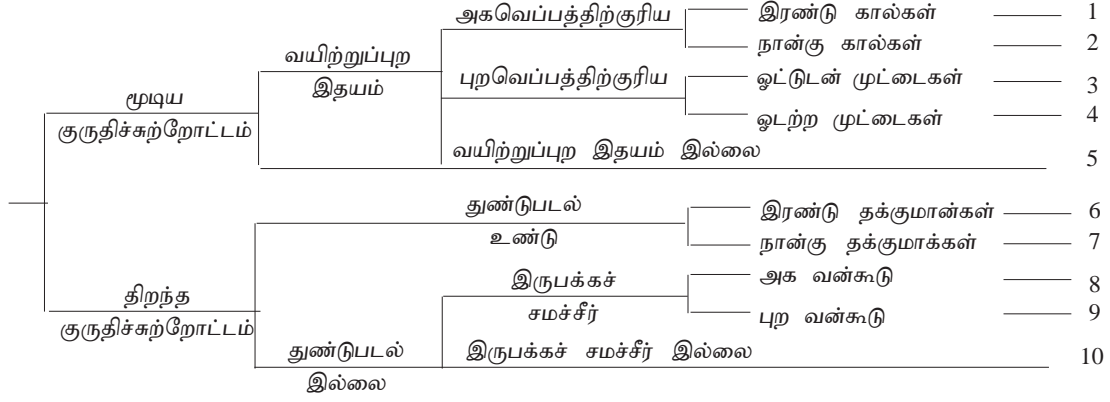 அகவெப்பத்திற்குரிய
இரண்டு கால்கள் 1
நான்கு கால்கள் 2
வயிற்றுப்புற
இதயம்
புறவெப்பத்திற்குரிய
ஓட்டுடன் முட்டைகள் 3
ஓடற்ற முட்டைகள் 4
மூடிய
குருதிச்சுற்றோட்டம்
வயிற்றுப்புற இதயம் இல்லை 5
துண்டுபடல்
உண்டு
இரண்டு தக்குமான்கள் 6
நான்கு தக்குமாக்கள் 7
திறந்த
குருதிச்சுற்றோட்டம்
இருபக்கச்
சமச்சீர்
அக வன்கூடு 8
புற வன்கூடு 9
துண்டுபடல்
இல்லை
இருபக்கச் சமச்சீர் இல்லை 10